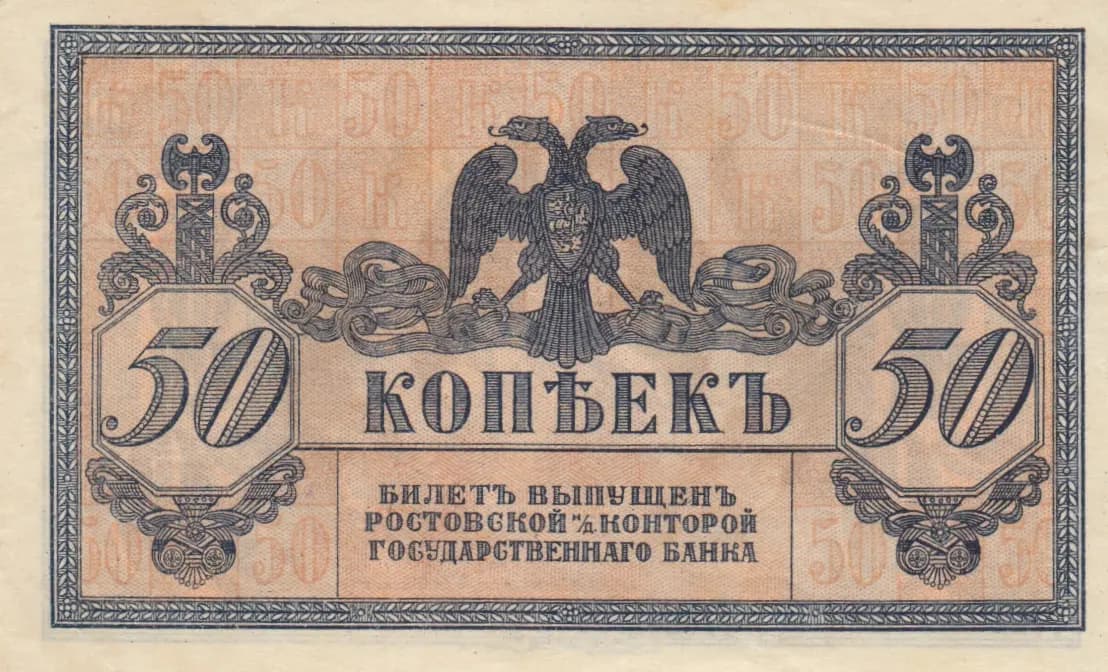 50 КОПѢЕКЪ 50
БИЛЕТЪ ВЫПУЩЕНЪ
РОСТОВСКОЙ н/Д КОНТОРОЙ
ГОСУДАРСТВЕННАГО БАНКА